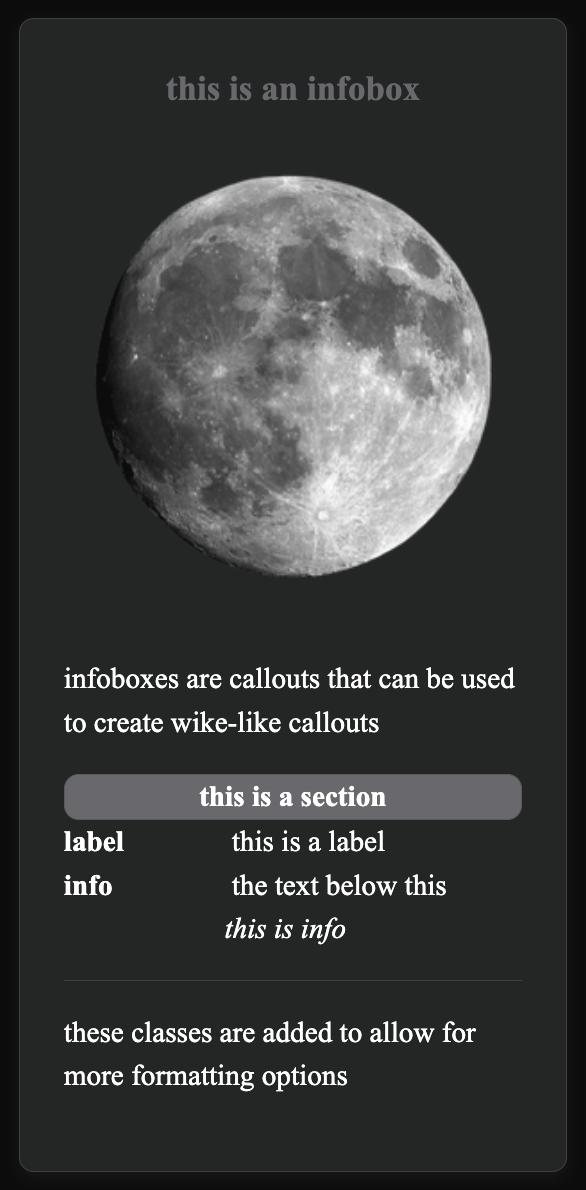 this is an infobox
infoboxes are callouts that can be used
to create wike-like callouts
this is a section
label this is a label
info the text below this
this is info
these classes are added to allow for
more formatting options